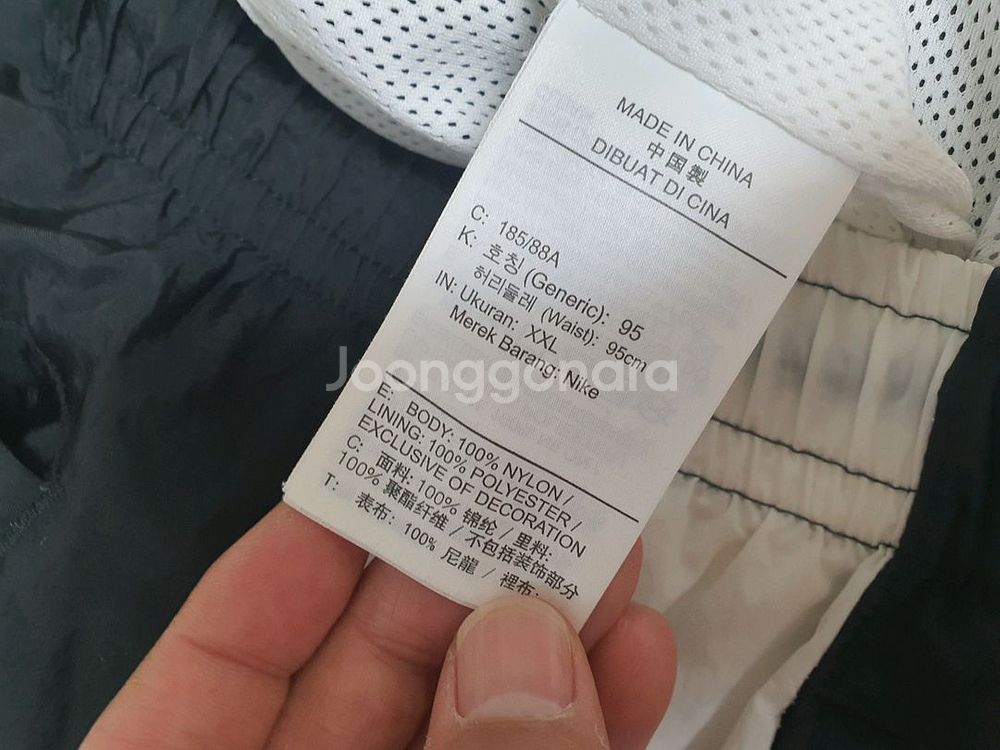 MADE IN CHINA
中国製
DIBUAT DI CINA
C: 185/88A
K: 호칭 (Generic): 95
허리둘레 (Waist): 95cm
IN: Ukuran: XXL
Merek Barang: Nike
Joonggonara
E: BODY: 100% NYLON /
LINING: 100% POLYESTER /
EXCLUSIVE OF DECORATION
C: 面料: 100% 锦纶 / 里料:
100% 聚酯纤维 / 不包括装饰部分
T: 表布: 100% 尼龍 / 裡布: